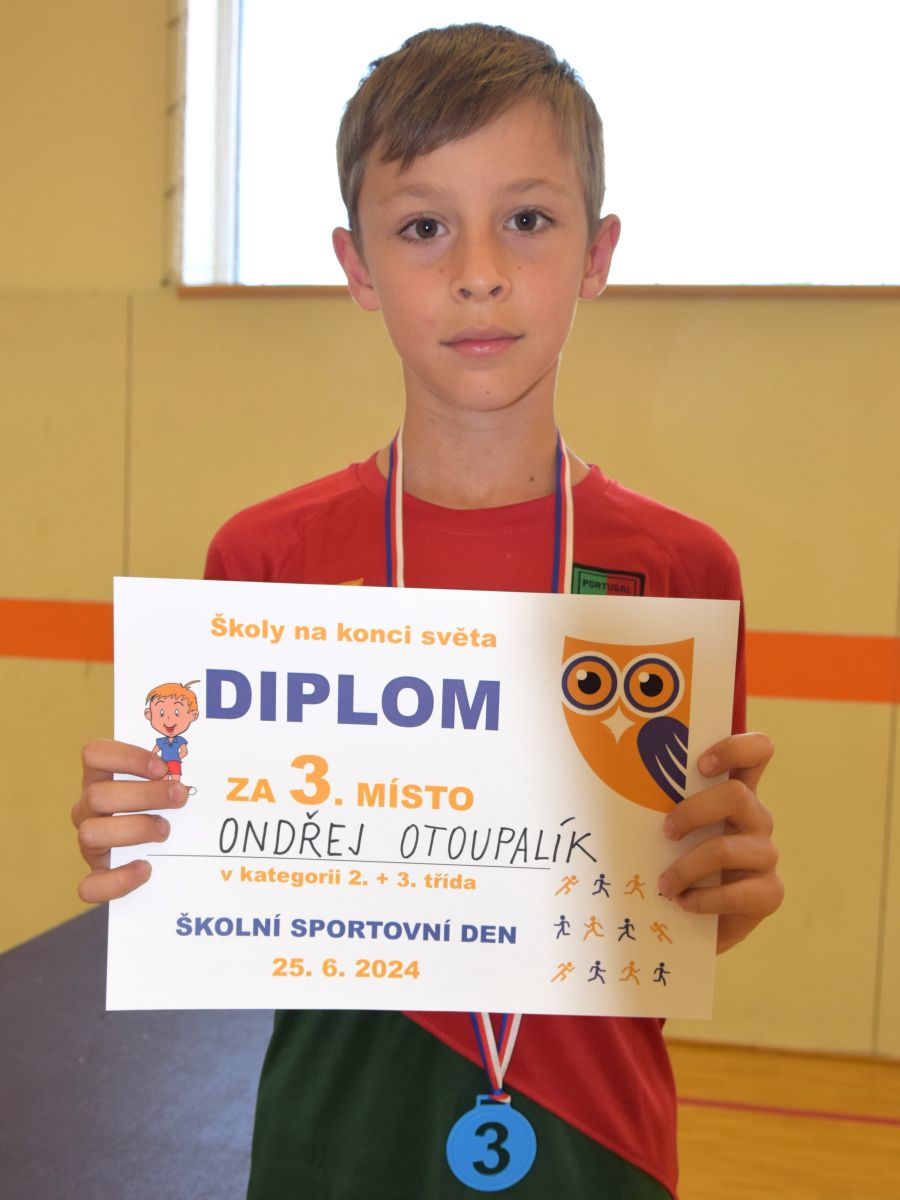 PORTUGAL
Školy na konci světa
DIPLOM
ZA 3. MÍSTO
ONDŘEJ OTOUPALÍK
v kategorii 2. + 3. třída
ŠKOLNÍ SPORTOVNÍ DEN
25. 6. 2024
3